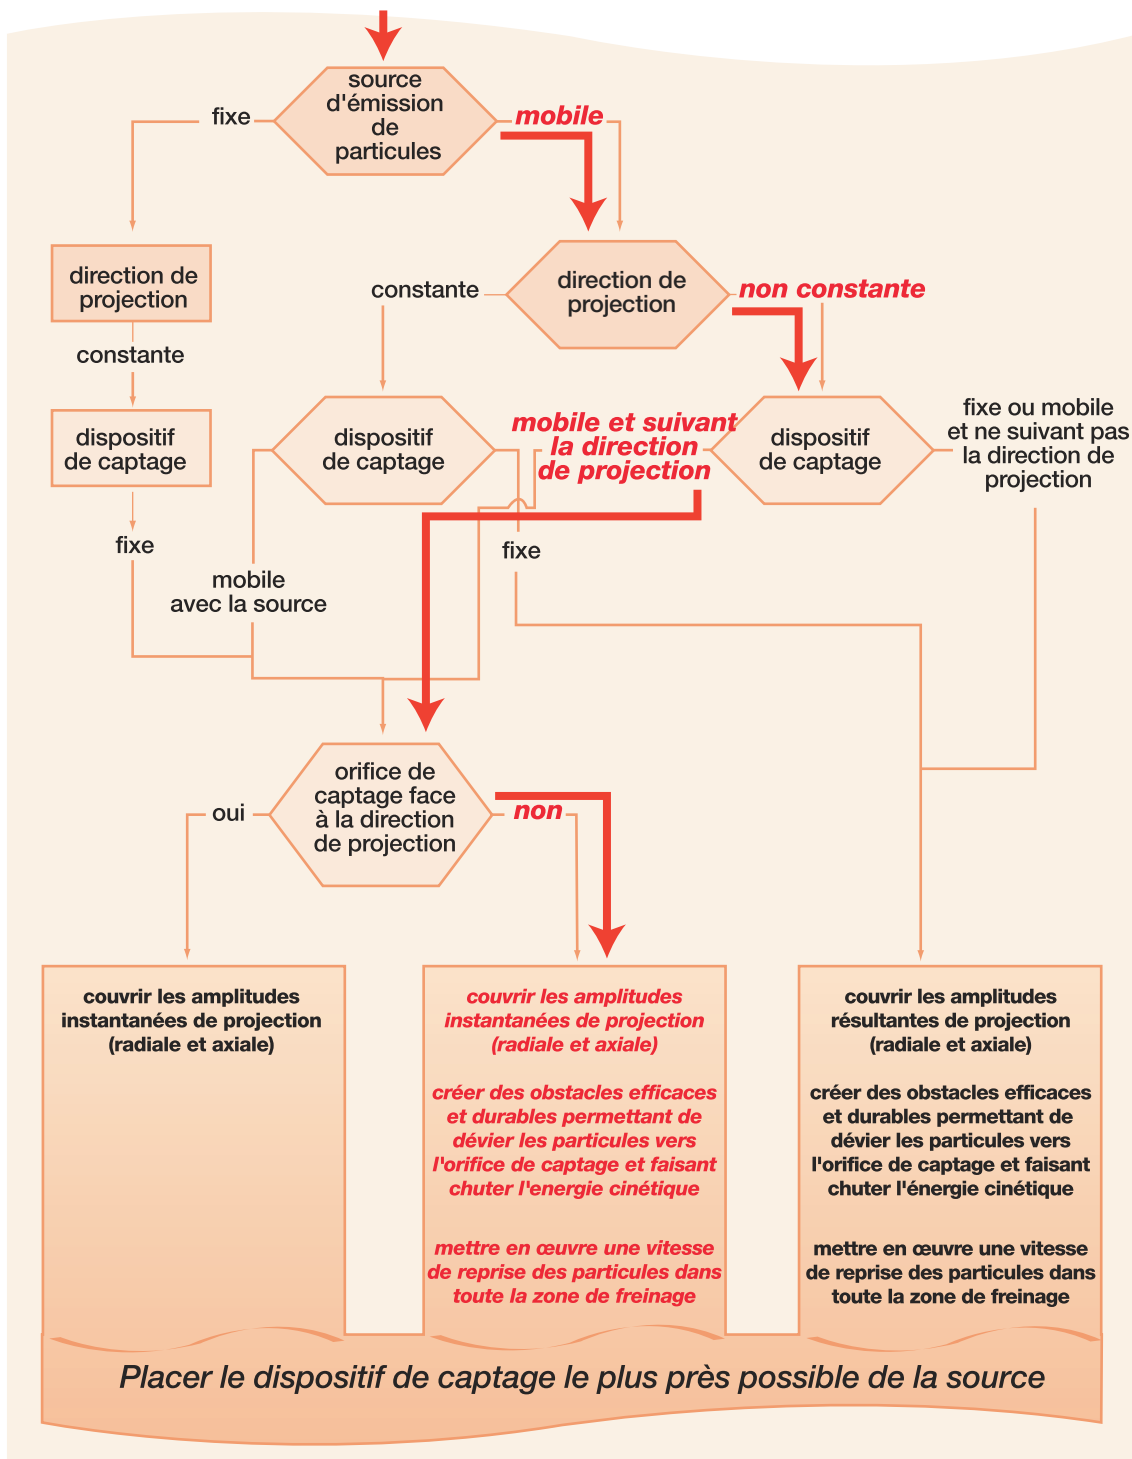 source
d'émission
de
particules
fixe
mobile
direction de
projection
direction de
projection
constante
non constante
constante
dispositif
de captage
dispositif
de captage
mobile et suivant
la direction
de projection
dispositif
de captage
fixe ou mobile
et ne suivant pas
la direction de
projection
fixe
fixe
mobile
avec la source
orifice de
captage face
à la direction
de projection
oui
non
couvrir les amplitudes
instantanées de projection
(radiale et axiale)
couvrir les amplitudes
instantanées de projection
(radiale et axiale)
créer des obstacles efficaces
et durables permettant de
dévier les particules vers
l'orifice de captage et faisant
chuter l'energie cinétique
mettre en œuvre une vitesse
de reprise des particules dans
toute la zone de freinage
couvrir les amplitudes
résultantes de projection
(radiale et axiale)
créer des obstacles efficaces
et durables permettant de
dévier les particules vers
l'orifice de captage et faisant
chuter l'énergie cinétique
mettre en œuvre une vitesse
de reprise des particules dans
toute la zone de freinage
Placer le dispositif de captage le plus près possible de la source